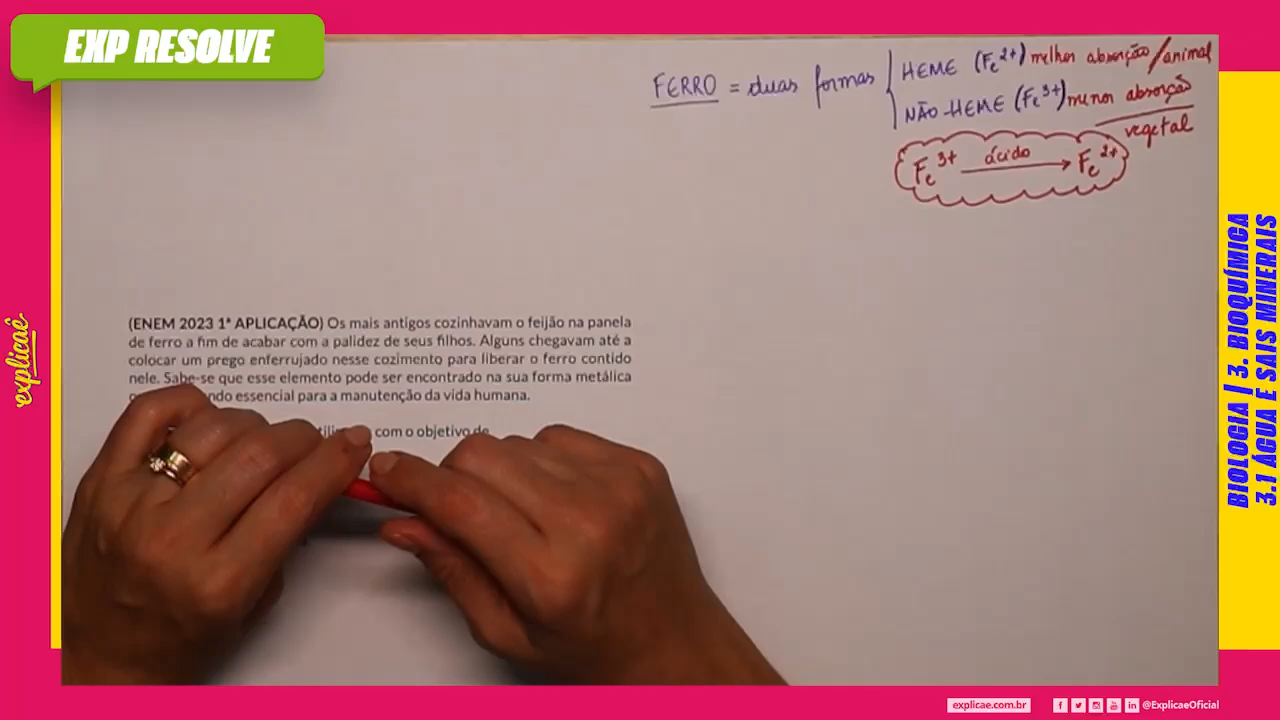 EXP RESOLVE
FERRO = duas formas
HEME (Fe2+) melhor absorção/animal
NÃO-HEME (Fe3+) menor absorção
vegetal
Fe3+ ácido → Fe2+
(ENEM 2023 1ª APLICAÇÃO) Os mais antigos cozinhavam o feijão na panela
de ferro a fim de acabar com a palidez de seus filhos. Alguns chegavam até a
colocar um prego enferrujado nesse cozimento para liberar o ferro contido
nele. Sabe-se que esse elemento pode ser encontrado na sua forma metálica
essencial para a manutenção da vida humana.
com o objetivo de
explicaê
BIOLOGIA | 3. BIOQUÍMICA
3.1 ÁGUA E SAIS MINERAIS
explicae.com.br
@ExplicaeOficial